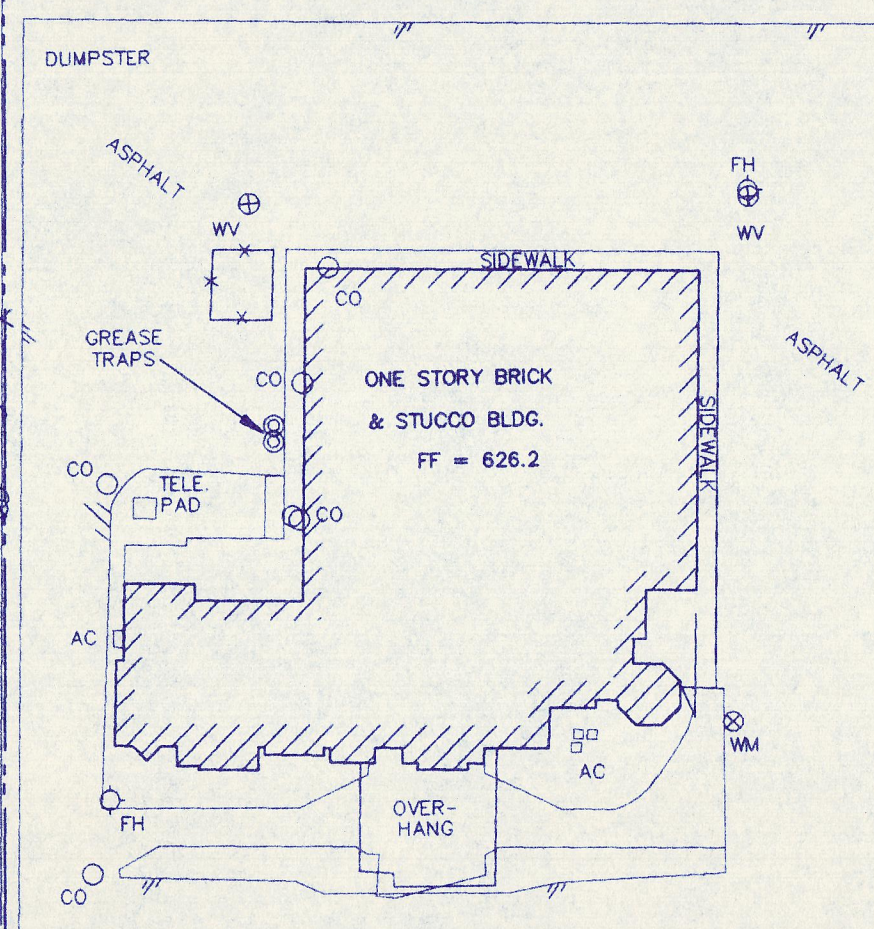 DUMPSTER
ASPHALT
FH
WV
WV
SIDEWALK
CO
GREASE
TRAPS
ASPHALT
CO
ONE STORY BRICK
& STUCCO BLDG.
FF = 626.2
SIDEWALK
CO
TELE.
PAD
CO
AC
WM
AC
OVER-
HANG
FH
CO